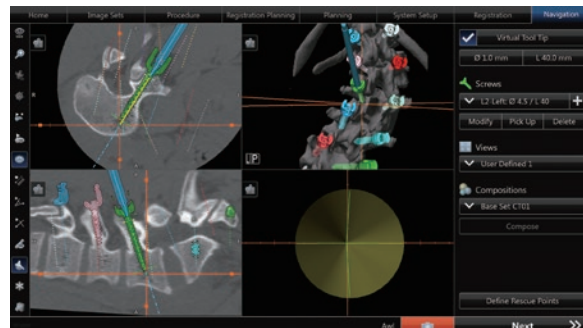 Home Image Sets Procedure Registration Planning Planning System Setup Registration Navigation
Virtual Tool Tip
Ø 1.0 mm L 40.0 mm
Screws
L2 Left: Ø 4.5 / L 40
Modify Pick Up Delete
Views
User Defined 1
Compositions
Base Set CT01
Compose
LP
Define Rescue Points
Awl Next